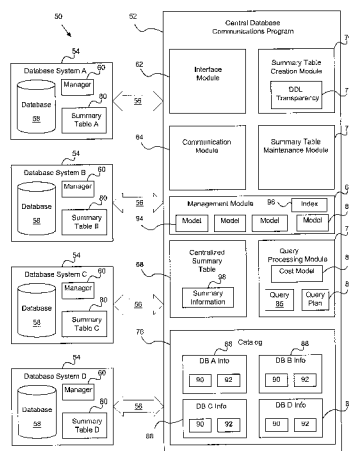 50
52
Central Database
Communications Program
54
Database System A
60
Manager
80
Database
58
Summary
Table A
56
62
Interface
Module
Summary Table
Creation Module
DDL
Transparency
54
Database System B
60
Manager
80
Database
58
Summary
Table B
56
64
Communication
Module
Summary Table
Maintenance Module
Management Module
96
Index
94
Model
Model
Model
Model
54
Database System C
60
Manager
80
Database
58
Summary
Table C
56
68
Centralized
Summary
Table
98
Summary
Information
Query
Processing Module
Cost Model
Query
86
Query
Plan
54
Database System D
60
Manager
80
Database
58
Summary
Table D
56
76
Catalog
88
88
DB A Info
90
92
DB B Info
90
92
DB C Info
90
92
DB D Info
90
92
88